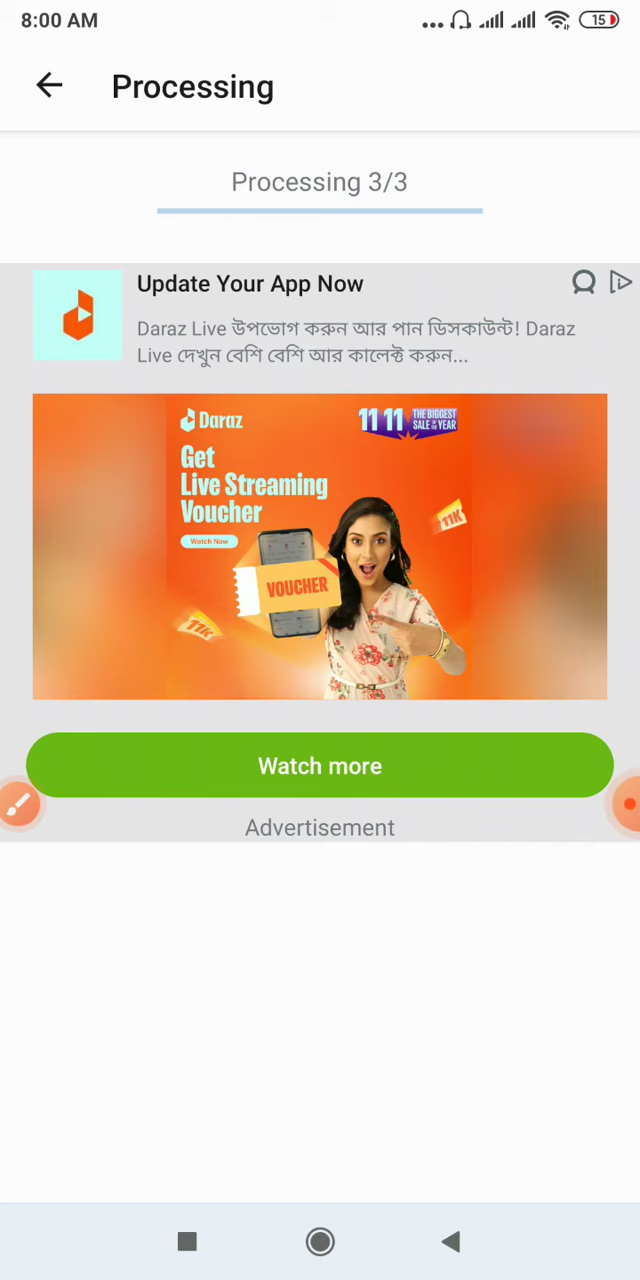 8:00 AM
15
Processing
Processing 3/3
Update Your App Now
Daraz Live উপভোগ করুন আর পান ডিসকাউন্ট! Daraz
Live দেখুন বেশি বেশি আর কালেক্ট করুন...
Daraz
11 11 THE BIGGEST
SALE OF THE YEAR
Get
Live Streaming
Voucher
Watch Now
11K
VOUCHER
11K
Watch more
Advertisement